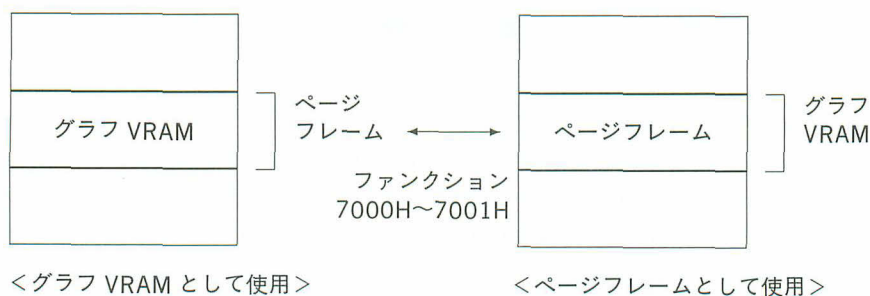 グラフ VRAM
ページ
フレーム
ファンクション
7000H～7001H
ページフレーム
グラフ
VRAM
＜グラフ VRAM として使用＞
＜ページフレームとして使用＞